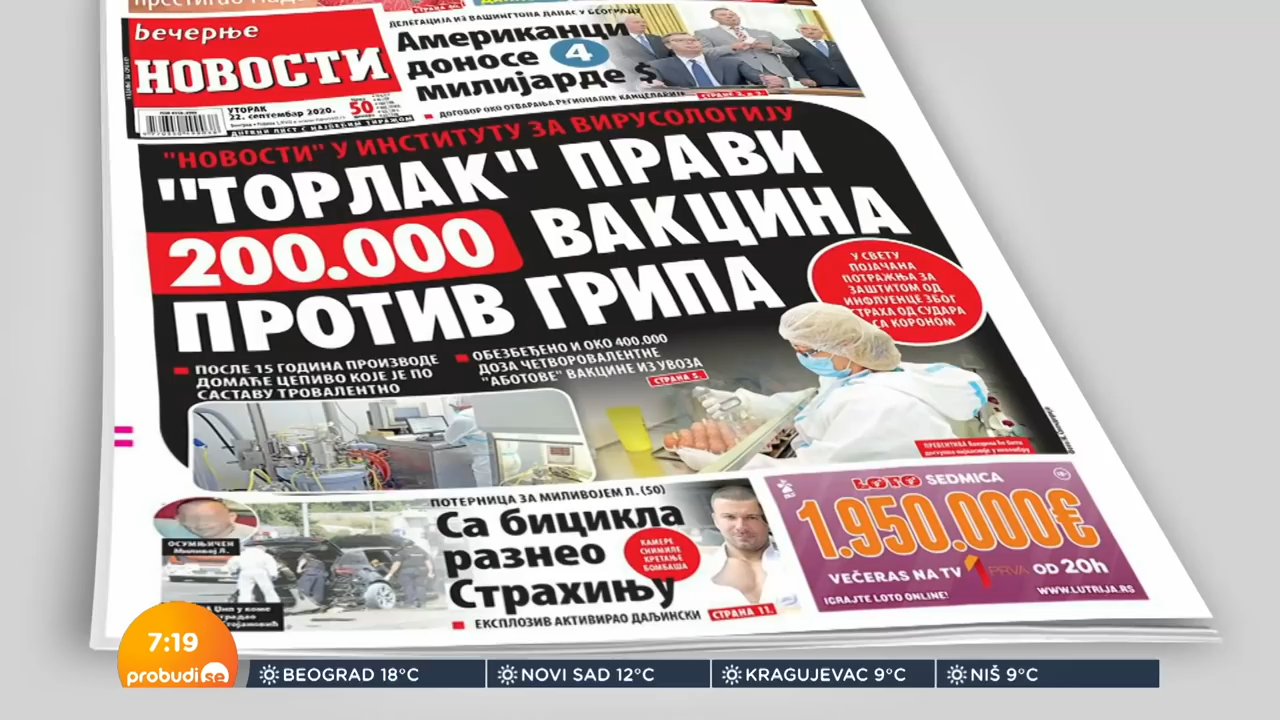 вечерње
НОВОСТИ
УТОРАК
22. септембар 2020.
50
ДЕЛЕГАЦИЈА ИЗ ВАШИНГТОНА ДАНАС У БЕОГРАДУ
Американци
доносе 4
милијарде $
СТРАНЕ 2. и 3.
ДОГОВОР ОКО ОТВАРАЊА РЕГИОНАЛНЕ КАНЦЕЛАРИЈЕ
"НОВОСТИ" У ИНСТИТУТУ ЗА ВИРУСОЛОГИЈУ
"ТОРЛАК" ПРАВИ
200.000 ВАКЦИНА
ПРОТИВ ГРИПА
У СВЕТУ
ПОЈАЧАНА
ПОТРАЖЊА ЗА
ЗАШТИТОМ ОД
ИНФЛУЕНЦЕ ЗБОГ
СТРАХА ОД СУДАРА
СА КОРОНОМ
ПОСЛЕ 15 ГОДИНА ПРОИЗВОДЕ
ДОМАЋЕ ЦЕПИВО КОЈЕ ЈЕ ПО
САСТАВУ ТРОВАЛЕНТНО
ОБЕЗБЕЂЕНО И ОКО 400.000
ДОЗА ЧЕТВОРОВАЛЕНТНЕ
"АБОТОВЕ" ВАКЦИНЕ ИЗ УВОЗА
СТРАНА 5.
ПОТЕРНИЦА ЗА МИЛИВОЈЕМ Л. (50)
Са бицикла
разнео
Страхињу
КАМЕРЕ
СНИМИЛЕ
КРЕТАЊЕ
БОМБАША
ЕКСПЛОЗИВ АКТИВИРАО ДАЉИНСКИ
СТРАНА 11.
ОСУМЊИЧЕН
Миливој Л.
LOTO SEDMICA
1.950.000€
VEČERAS NA TV 1 PRVA OD 20h
IGRAJTE LOTO ONLINE!
WWW.LUTRIJA.RS
7:19
probudi se
BEOGRAD 18°C
NOVI SAD 12°C
KRAGUJEVAC 9°C
NIŠ 9°C